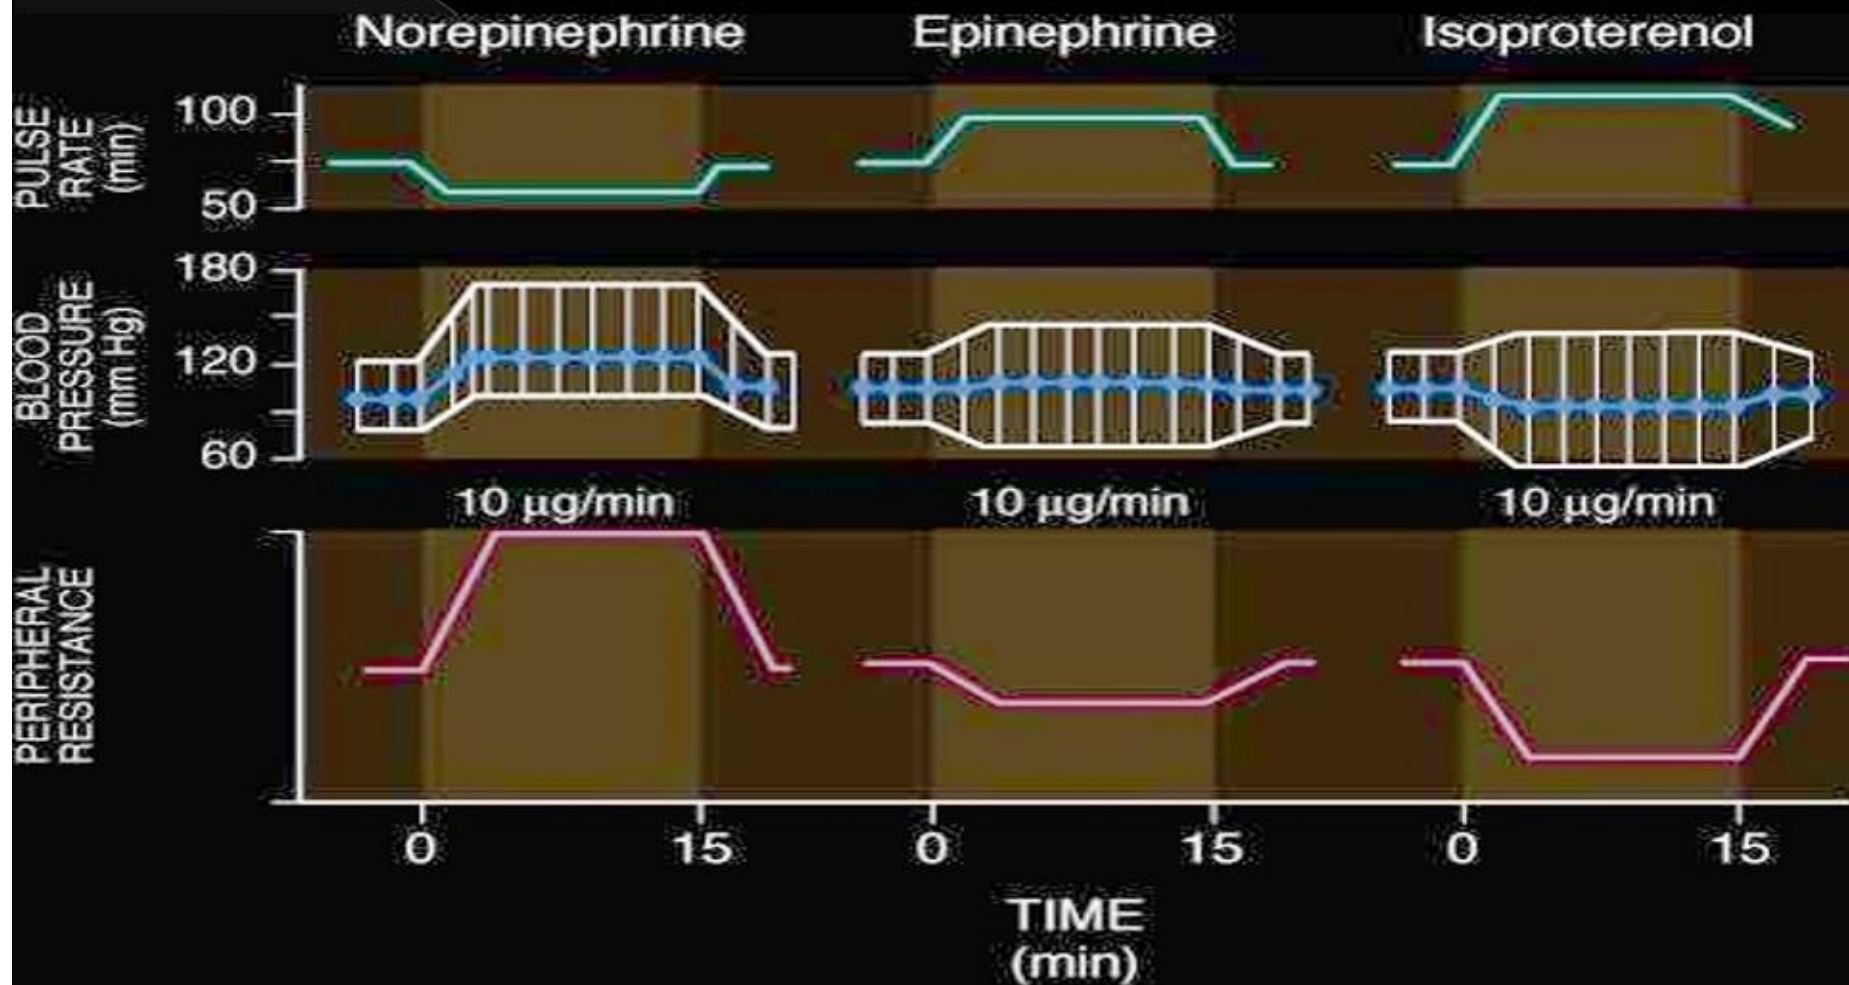 Norepinephrine Epinephrine Isoproterenol
PULSE
RATE
(min)
100
50
BLOOD
PRESSURE
(mm Hg)
180
120
60
10 μg/min 10 μg/min 10 μg/min
PERIPHERAL
RESISTANCE
0 15 0 15 0 15
TIME
(min)